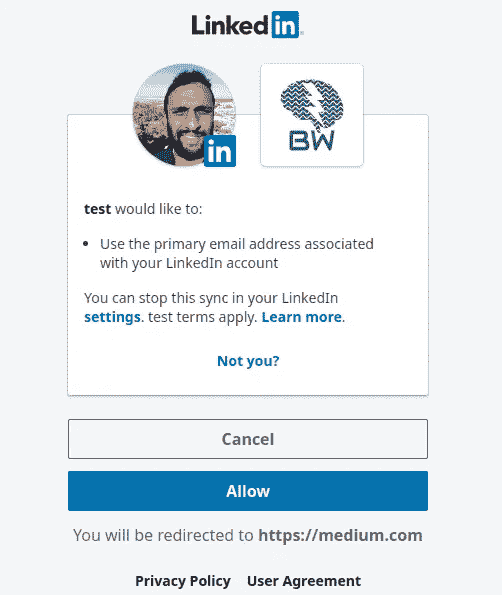 LinkedIn
in
BW
test would like to:
Use the primary email address associated
with your LinkedIn account
You can stop this sync in your LinkedIn
settings. test terms apply. Learn more.
Not you?
Cancel
Allow
You will be redirected to https://medium.com
Privacy Policy User Agreement